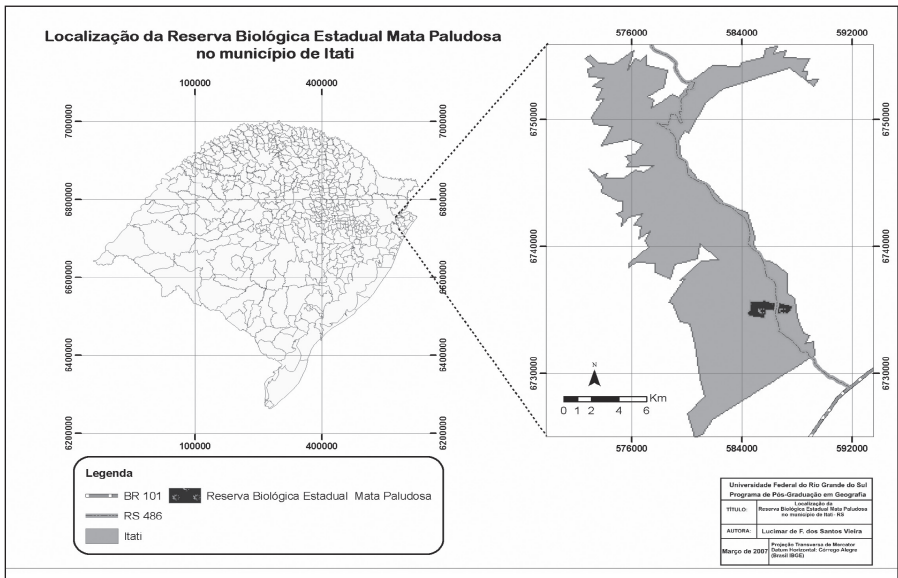 Localização da Reserva Biológica Estadual Mata Paludosa
no município de Itati
100000 400000
7000000 7000000
6800000 6800000
6600000 6600000
6400000 6400000
6200000 6200000
100000 400000
576000 584000 592000
6750000 6750000
6740000 6740000
6730000 6730000
N
Km
0 1 2 4 6
576000 584000 592000
Legenda
BR 101 Reserva Biológica Estadual Mata Paludosa
RS 486
Itati
Universidade Federal do Rio Grande do Sul
Programa de Pós-Graduação em Geografia
TÍTULO: Localização da
Reserva Biológica Estadual Mata Paludosa
no município de Itati- RS
AUTORA: Lucimar de F. dos Santos Vieira
Março de 2007 Projeção Transversa de Mercator
Datum Horizontal: Córrego Alegre
(Brasil IBGE)